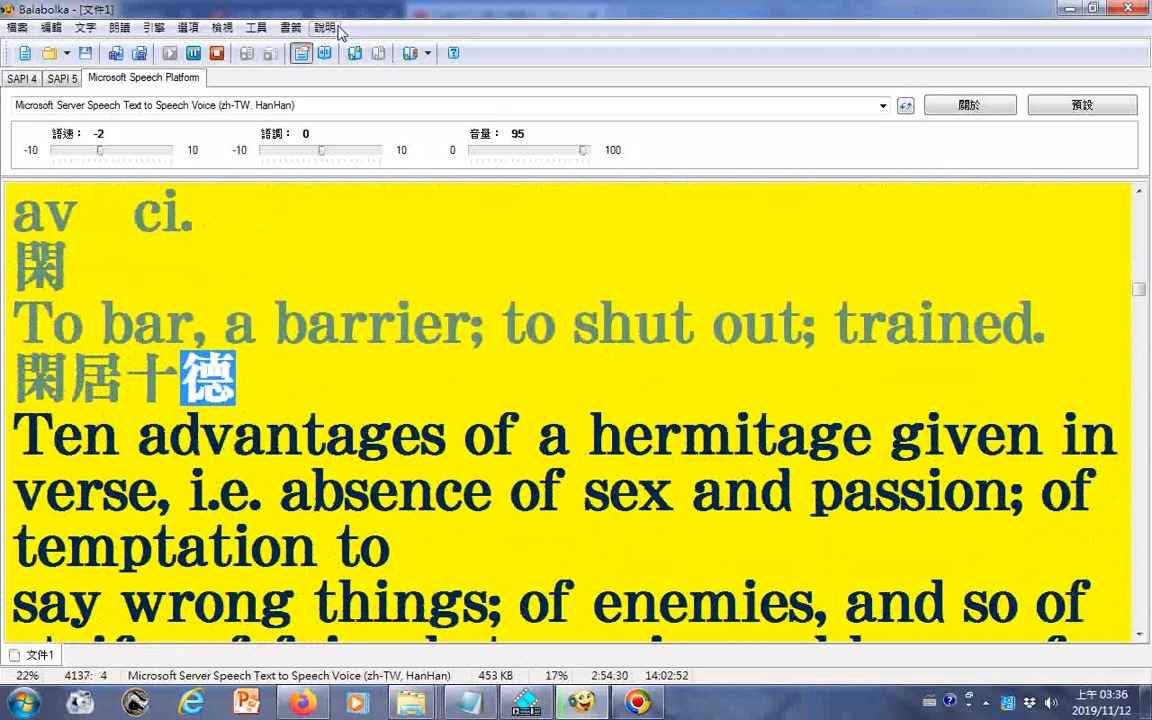 Balabolka - [文件1]
檔案 編輯 文字 朗讀 引擎 選項 檢視 工具 書籤 說明
SAPI 4 SAPI 5 Microsoft Speech Platform
Microsoft Server Speech Text to Speech Voice (zh-TW, HanHan) 關於 預設
語速： -2 語調： 0 音量： 95
-10 10 -10 10 0 100
av ci.
閑
To bar, a barrier; to shut out; trained.
閑居十德
Ten advantages of a hermitage given in
verse, i.e. absence of sex and passion; of
temptation to
say wrong things; of enemies, and so of
文件1
22% 4137: 4 Microsoft Server Speech Text to Speech Voice (zh-TW, HanHan) 453 KB 17% 2:54:30 14:02:52
上午 03:36
2019/11/12